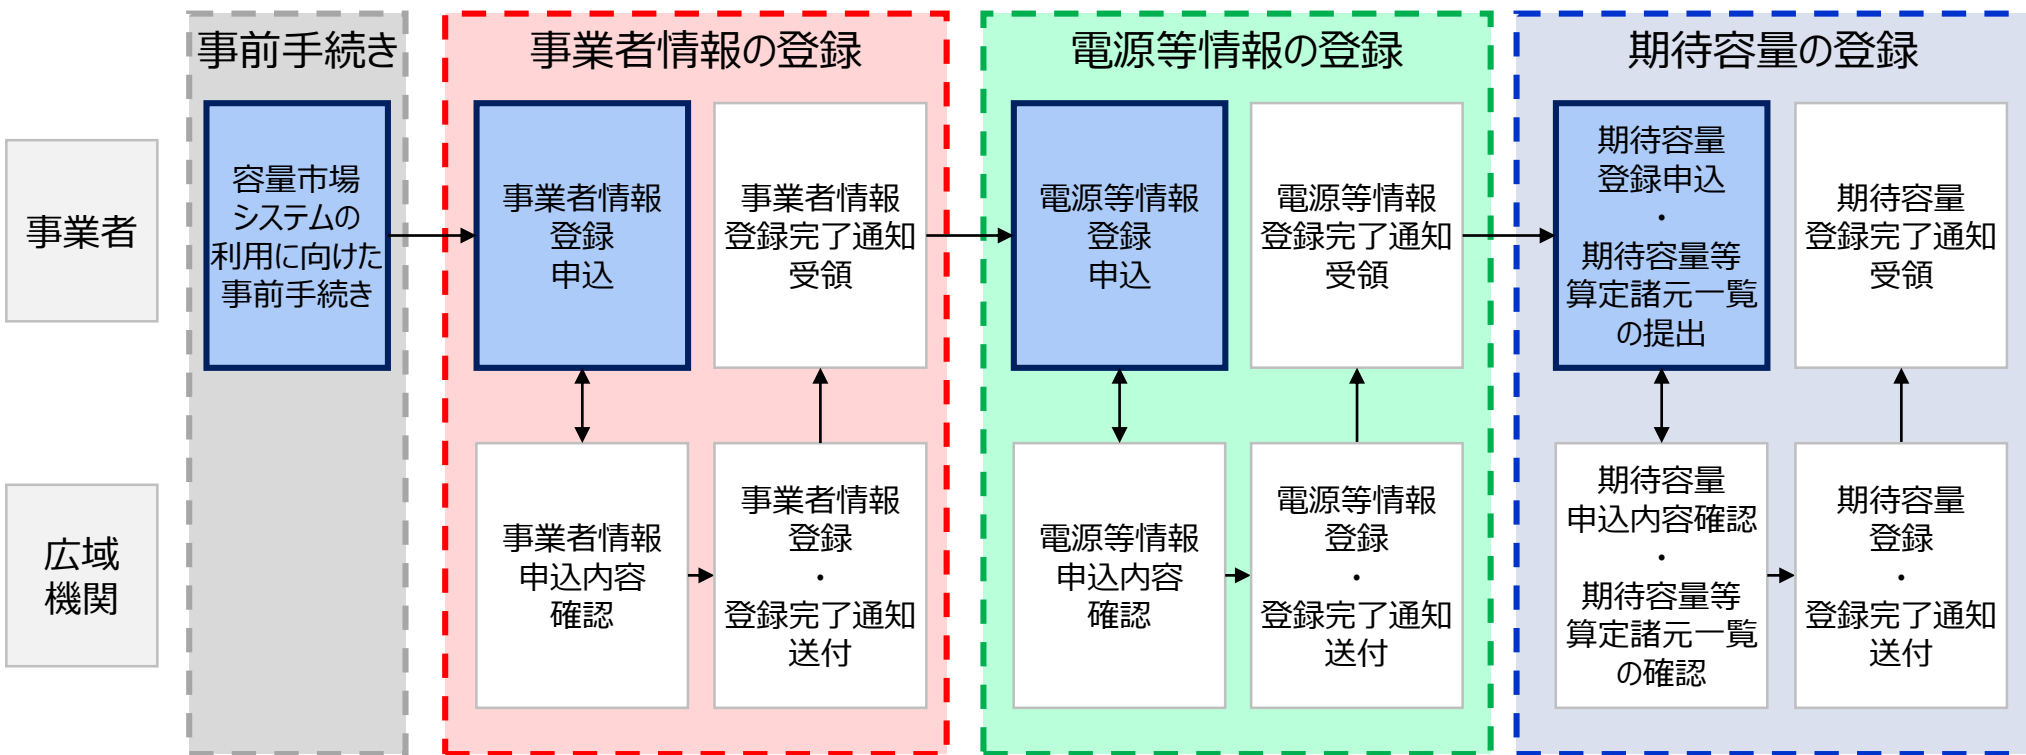 事前手続き
事業者情報の登録
電源等情報の登録
期待容量の登録
事業者
容量市場
システムの
利用に向けた
事前手続き
事業者情報
登録
申込
事業者情報
登録完了通知
受領
電源等情報
登録
申込
電源等情報
登録完了通知
受領
期待容量
登録申込
・
期待容量等
算定諸元一覧
の提出
期待容量
登録完了通知
受領
広域
機関
事業者情報
申込内容
確認
事業者情報
登録
・
登録完了通知
送付
電源等情報
申込内容
確認
電源等情報
登録
・
登録完了通知
送付
期待容量
申込内容確認
・
期待容量等
算定諸元一覧
の確認
期待容量
登録
・
登録完了通知
送付